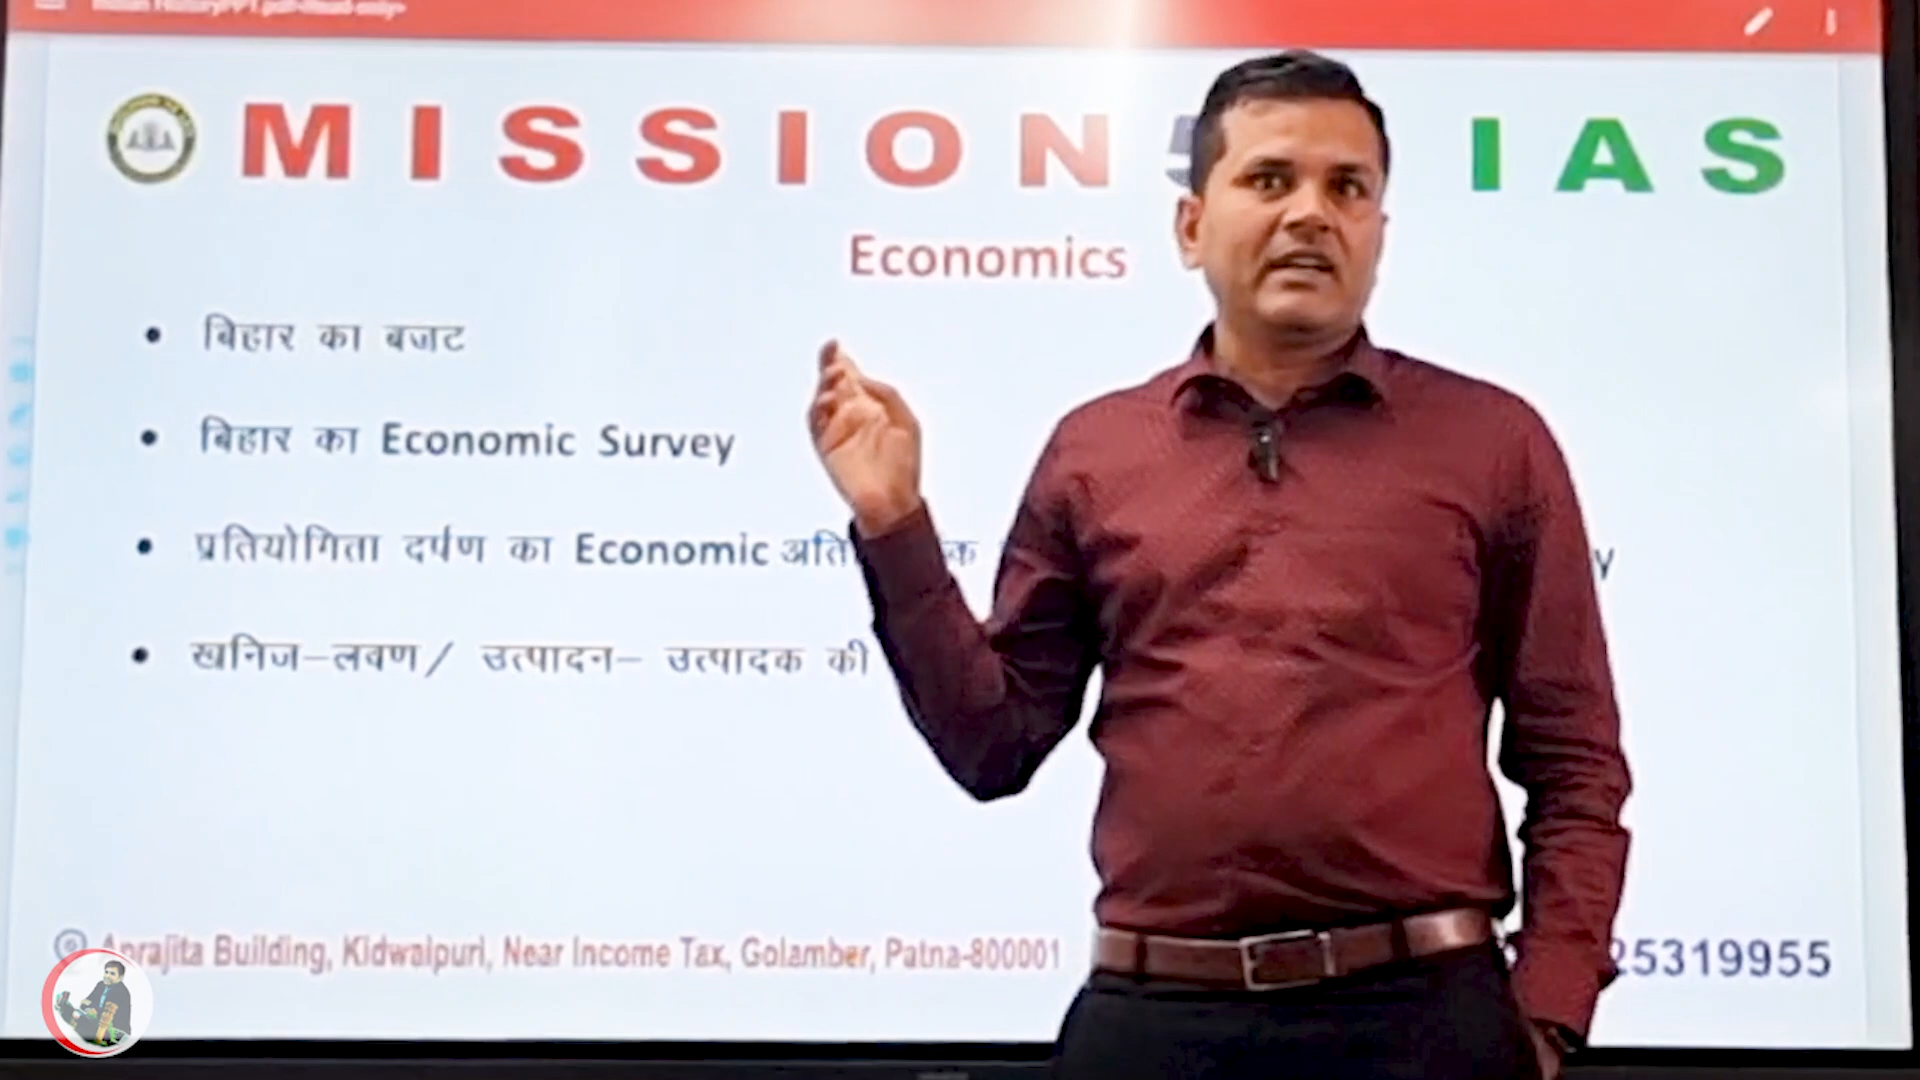 MISSION IAS
Economics
• बिहार का बजट
• बिहार का Economic Survey
• प्रतियोगिता दर्पण का Economic
• खनिज–लवण/ उत्पादन– उत्पादक की
Aprajita Building, Kidwaipuri, Near Income Tax, Golamber, Patna-800001
25319955